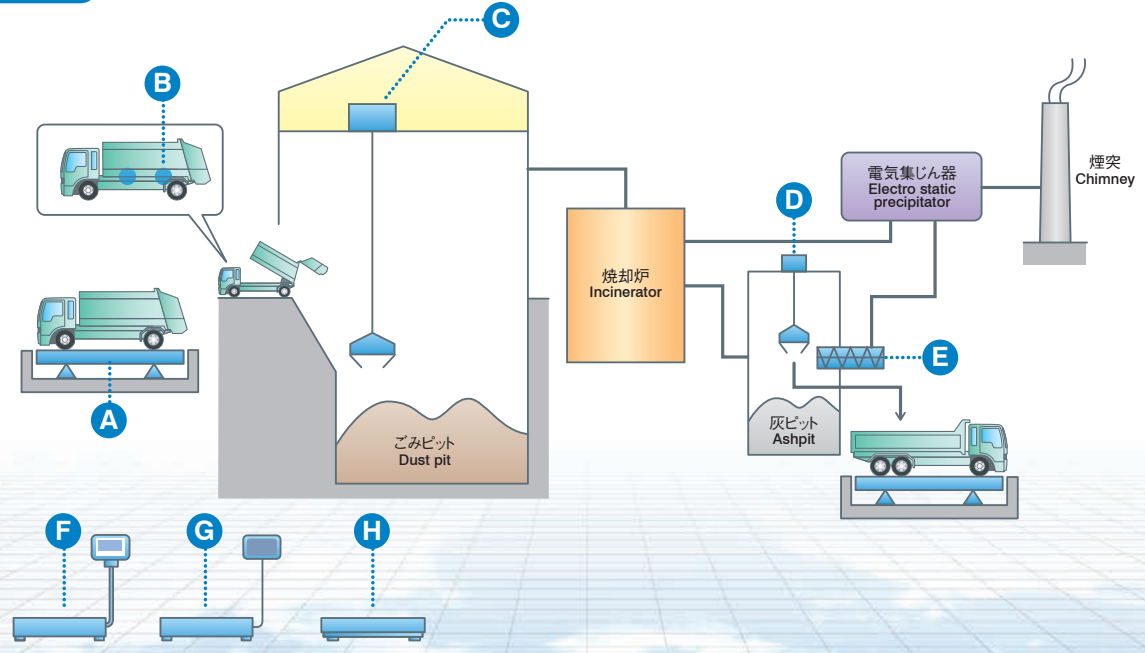 C
B
煙突
Chimney
電気集じん器
Electro static
precipitator
D
焼却炉
Incinerator
E
A
灰ピット
Ashpit
ごみピット
Dust pit
F
G
H